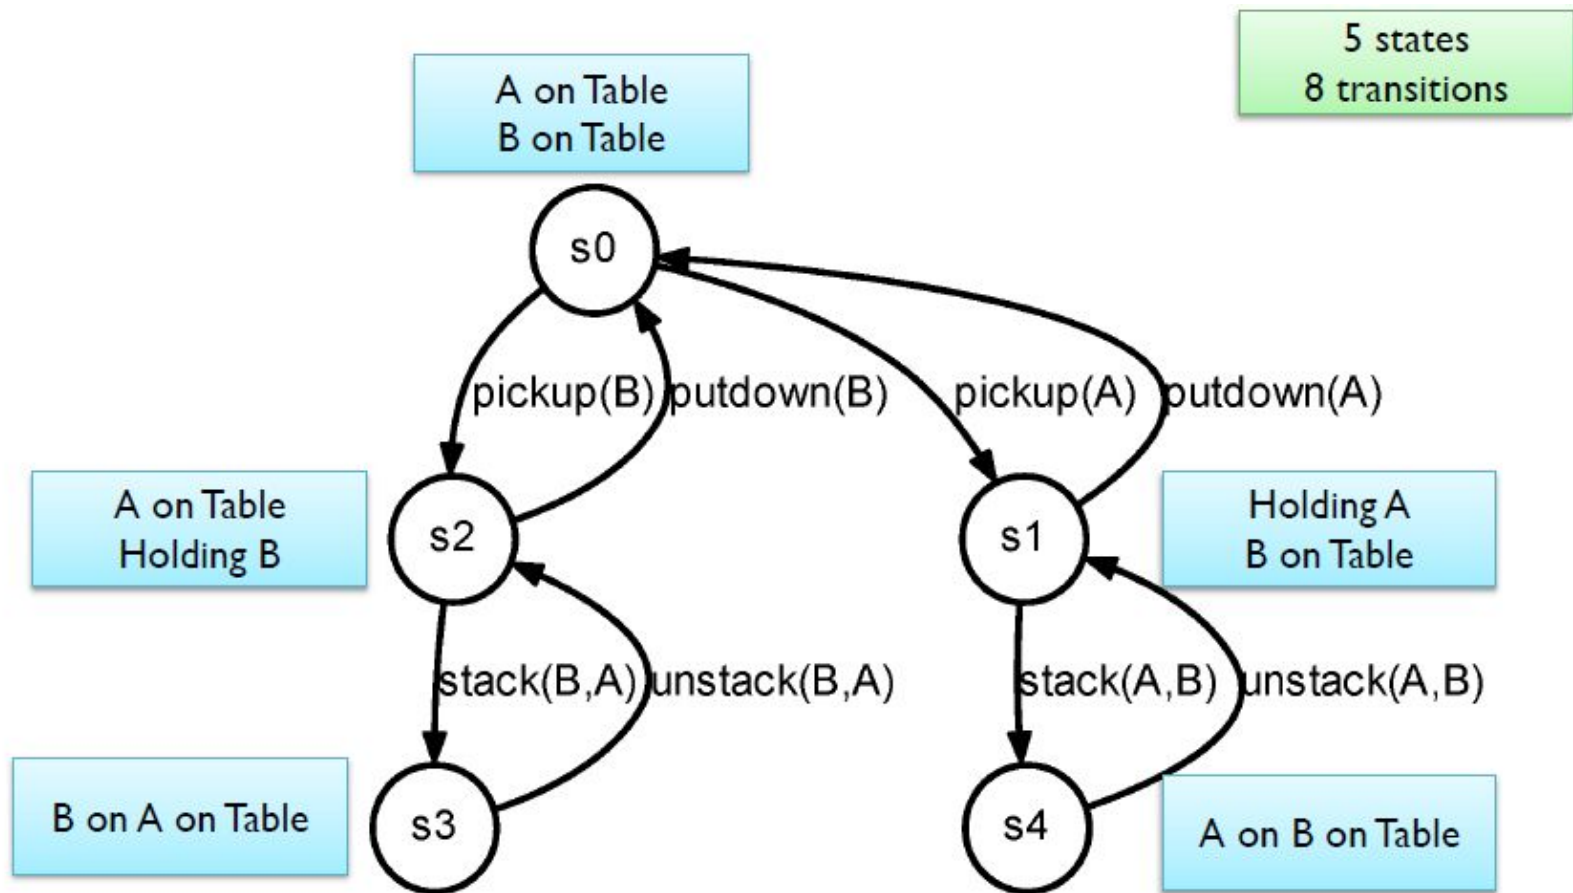 5 states
8 transitions
A on Table
B on Table
s0
pickup(B)
putdown(B)
pickup(A)
putdown(A)
A on Table
Holding B
s2
s1
Holding A
B on Table
stack(B,A)
unstack(B,A)
stack(A,B)
unstack(A,B)
B on A on Table
s3
s4
A on B on Table